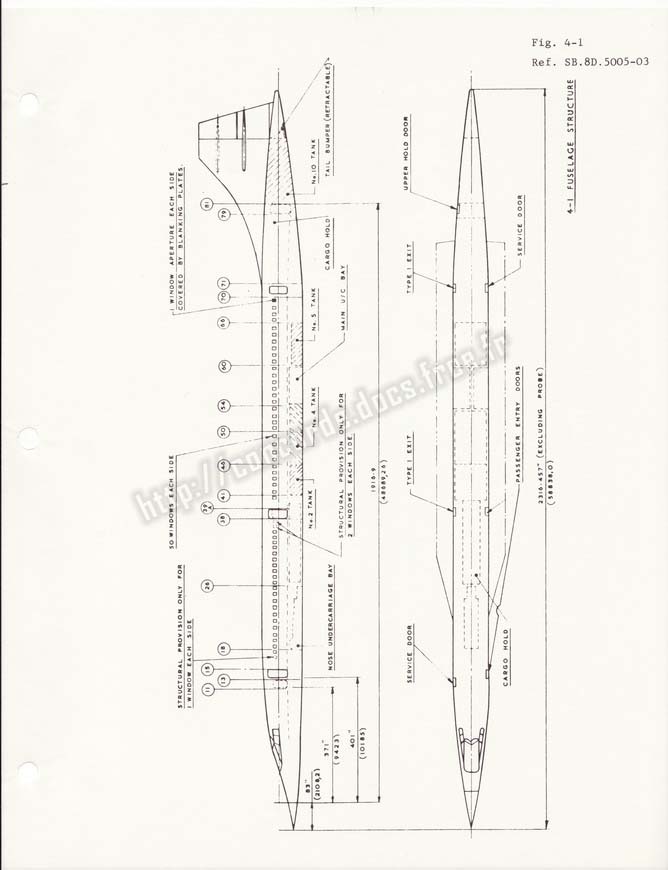 Fig. 4-1
Ref. SB.8D.5005-03
4-1 FUSELAGE STRUCTURE
1 WINDOW APERTURE EACH SIDE
COVERED BY BLANKING PLATES.
50 WINDOWS EACH SIDE
STRUCTURAL PROVISION ONLY FOR
1 WINDOW EACH SIDE
81
79
71
70
66
60
54
50
46
41
39
A
38
26
18
15
13
11
TAIL BUMPER (RETRACTABLE)
No.10 TANK
CARGO HOLD
No. 5 TANK
MAIN U/C BAY
No. 4 TANK
STRUCTURAL PROVISION ONLY FOR
2 WINDOWS EACH SIDE
No. 2 TANK
NOSE UNDERCARRIAGE BAY
83"
(2108,2)
371"
(9423)
401"
(10185)
1916·9
(48689,26)
UPPER HOLD DOOR
TYPE I EXIT
TYPE I EXIT
SERVICE DOOR
SERVICE DOOR
PASSENGER ENTRY DOORS
CARGO HOLD
2316·457" (EXCLUDING PROBE)
(58838,0)
http://concorde.docs.free.fr